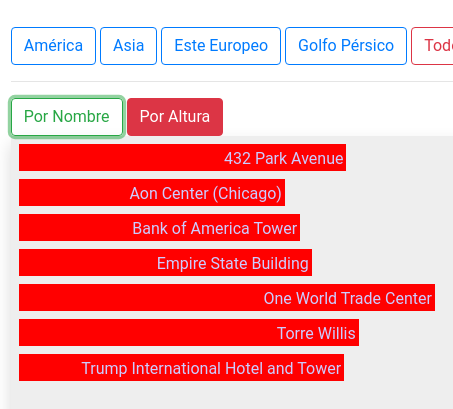 América Asia Este Europeo Golfo Pérsico
Por Nombre Por Altura
432 Park Avenue
Aon Center (Chicago)
Bank of America Tower
Empire State Building
One World Trade Center
Torre Willis
Trump International Hotel and Tower